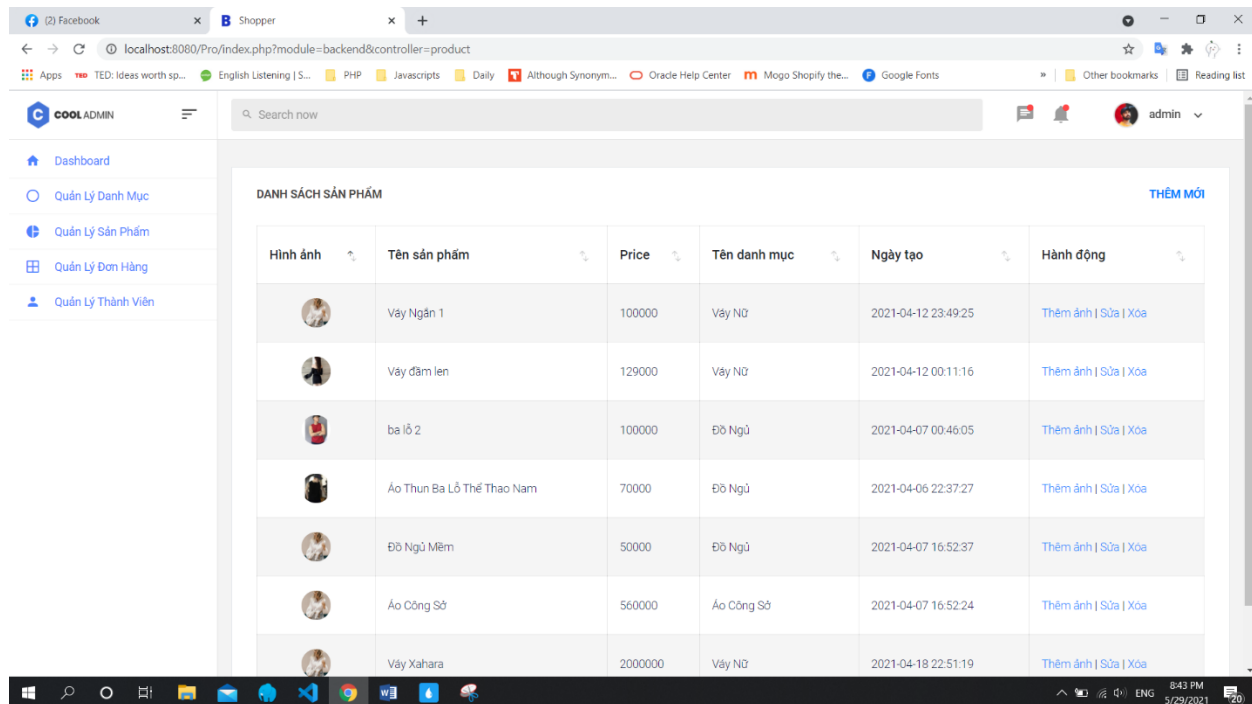 (2) Facebook
Shopper
localhost:8080/Pro/index.php?module=backend&controller=product
Apps TED TED: Ideas worth sp... English Listening | S... PHP Javascripts Daily Although Synonym... Oracle Help Center Mogo Shopify the... Google Fonts » Other bookmarks Reading list
C COOL ADMIN
Search now
admin
Dashboard
Quản Lý Danh Mục
Quản Lý Sản Phẩm
Quản Lý Đơn Hàng
Quản Lý Thành Viên
DANH SÁCH SẢN PHẨM THÊM MỚI
Hình ảnh Tên sản phẩm Price Tên danh mục Ngày tạo Hành động
Váy Ngắn 1 100000 Váy Nữ 2021-04-12 23:49:25 Thêm ảnh | Sửa | Xóa
Váy đầm len 129000 Váy Nữ 2021-04-12 00:11:16 Thêm ảnh | Sửa | Xóa
ba lỗ 2 100000 Đồ Ngủ 2021-04-07 00:46:05 Thêm ảnh | Sửa | Xóa
Áo Thun Ba Lỗ Thể Thao Nam 70000 Đồ Ngủ 2021-04-06 22:37:27 Thêm ảnh | Sửa | Xóa
Đồ Ngủ Mềm 50000 Đồ Ngủ 2021-04-07 16:52:37 Thêm ảnh | Sửa | Xóa
Áo Công Sở 560000 Áo Công Sở 2021-04-07 16:52:24 Thêm ảnh | Sửa | Xóa
Váy Xahara 2000000 Váy Nữ 2021-04-18 22:51:19 Thêm ảnh | Sửa | Xóa
ENG
8:43 PM
5/29/2021
20